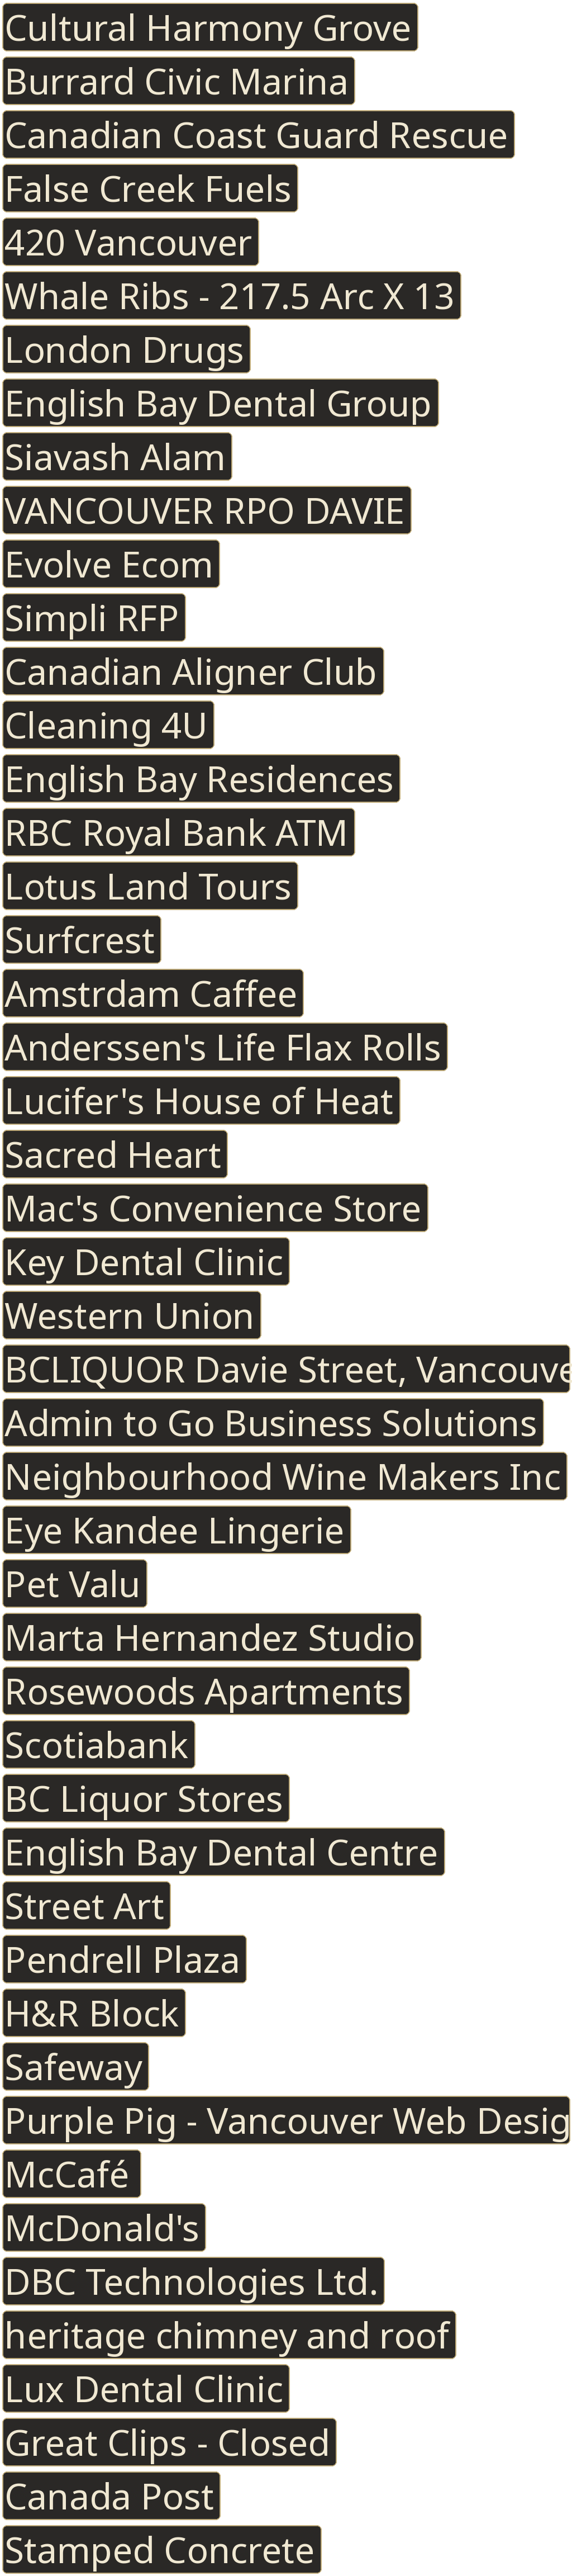 Cultural Harmony Grove
Burrard Civic Marina
Canadian Coast Guard Rescue
False Creek Fuels
420 Vancouver
Whale Ribs - 217.5 Arc X 13
London Drugs
English Bay Dental Group
Siavash Alam
VANCOUVER RPO DAVIE
Evolve Ecom
Simpli RFP
Canadian Aligner Club
Cleaning 4U
English Bay Residences
RBC Royal Bank ATM
Lotus Land Tours
Surfcrest
Amstrdam Caffee
Anderssen's Life Flax Rolls
Lucifer's House of Heat
Sacred Heart
Mac's Convenience Store
Key Dental Clinic
Western Union
BCLIQUOR Davie Street, Vancouve
Admin to Go Business Solutions
Neighbourhood Wine Makers Inc
Eye Kandee Lingerie
Pet Valu
Marta Hernandez Studio
Rosewoods Apartments
Scotiabank
BC Liquor Stores
English Bay Dental Centre
Street Art
Pendrell Plaza
H&R Block
Safeway
Purple Pig - Vancouver Web Desig
McCafé
McDonald's
DBC Technologies Ltd.
heritage chimney and roof
Lux Dental Clinic
Great Clips - Closed
Canada Post
Stamped Concrete